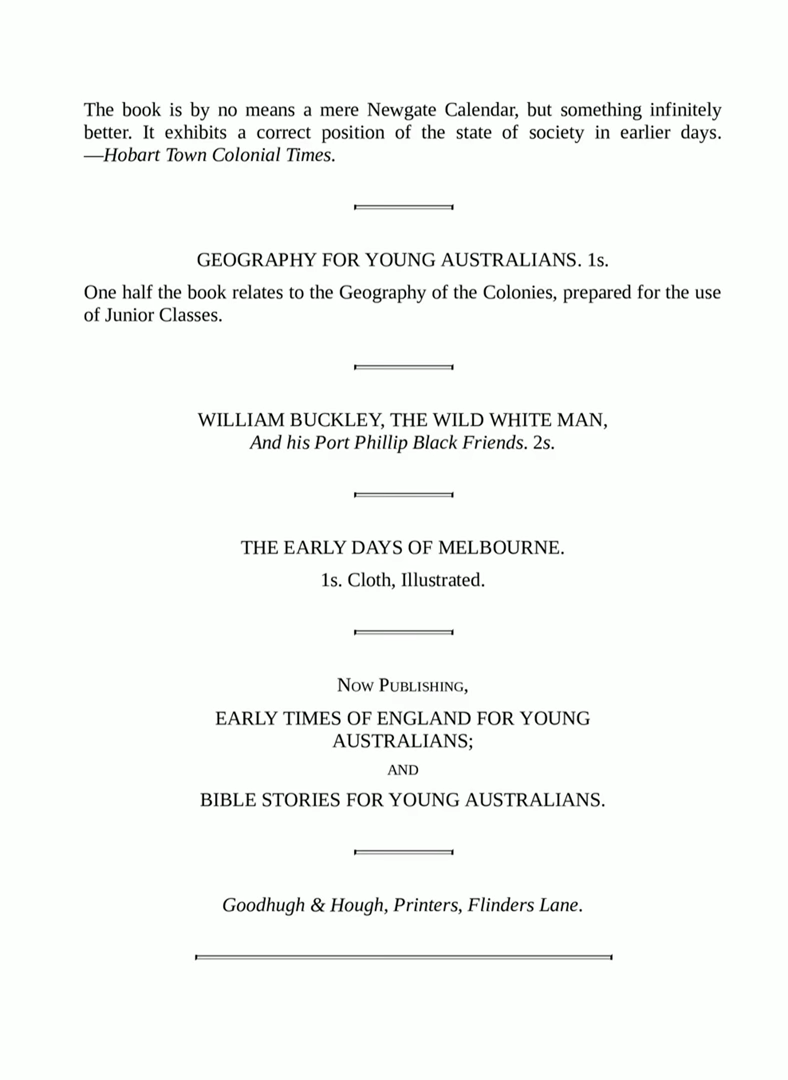 The book is by no means a mere Newgate Calendar, but something infinitely
better. It exhibits a correct position of the state of society in earlier days.
—Hobart Town Colonial Times.
GEOGRAPHY FOR YOUNG AUSTRALIANS. 1s.
One half the book relates to the Geography of the Colonies, prepared for the use
of Junior Classes.
WILLIAM BUCKLEY, THE WILD WHITE MAN,
And his Port Phillip Black Friends. 2s.
THE EARLY DAYS OF MELBOURNE.
1s. Cloth, Illustrated.
Now Publishing,
EARLY TIMES OF ENGLAND FOR YOUNG
AUSTRALIANS;
AND
BIBLE STORIES FOR YOUNG AUSTRALIANS.
Goodhugh & Hough, Printers, Flinders Lane.